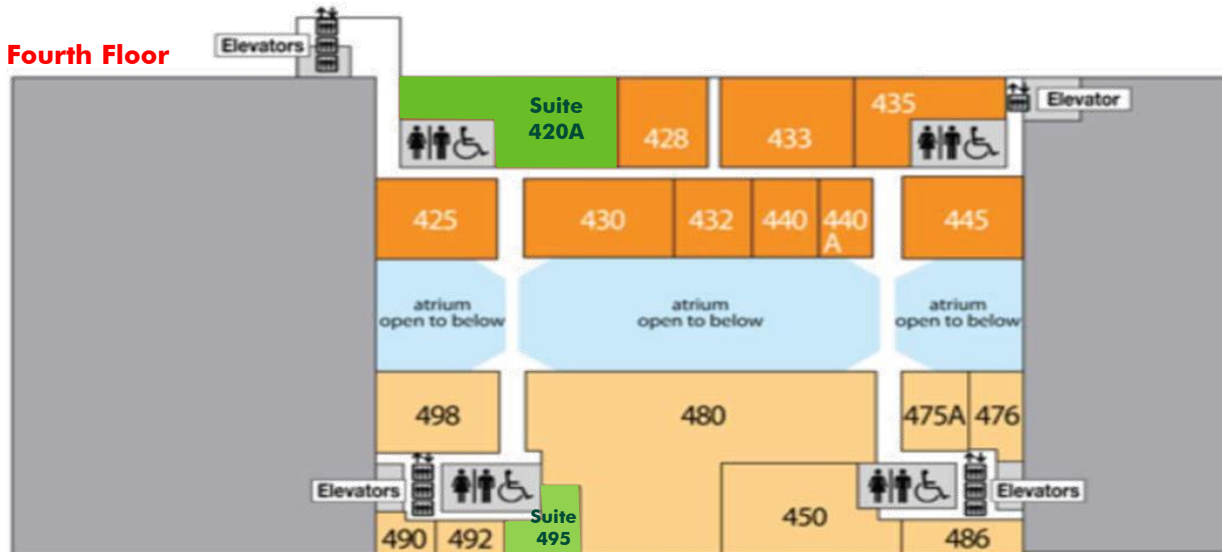 Fourth Floor
Elevators
Suite
420A
428
433
435
Elevator
425
430
432
440
440
A
445
atrium
open to below
atrium
open to below
atrium
open to below
498
480
475A
476
Elevators
Elevators
490
492
Suite
495
450
486